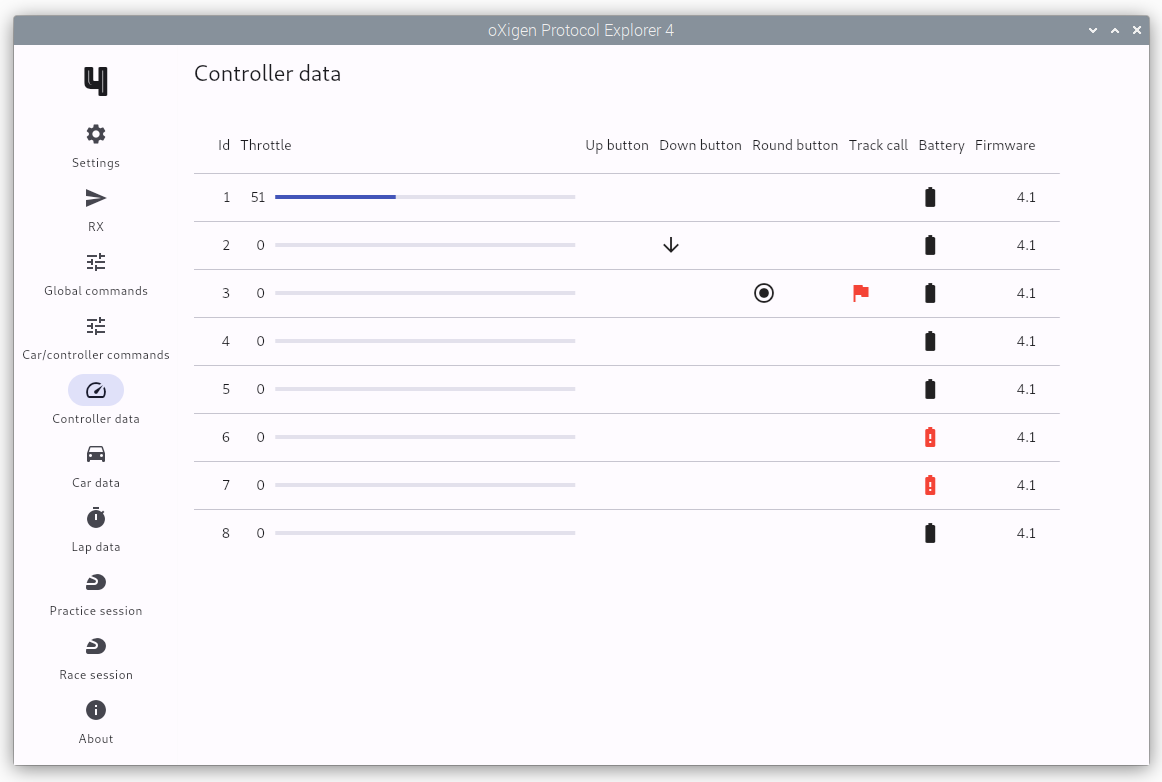 oXigen Protocol Explorer 4
Controller data
Settings
RX
Global commands
Car/controller commands
Controller data
Car data
Lap data
Practice session
Race session
About
Id Throttle Up button Down button Round button Track call Battery Firmware
1 51 4.1
2 0 4.1
3 0 4.1
4 0 4.1
5 0 4.1
6 0 4.1
7 0 4.1
8 0 4.1